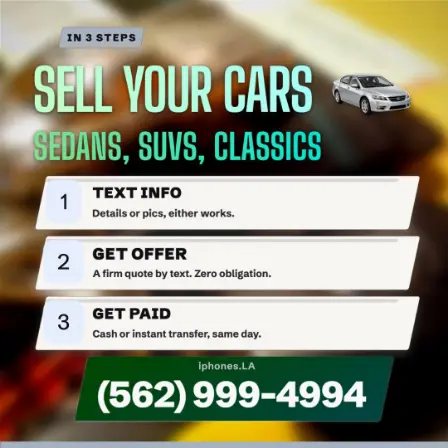 IN 3 STEPS
SELL YOUR CARS
SEDANS, SUVS, CLASSICS
1
TEXT INFO
Details or pics, either works.
2
GET OFFER
A firm quote by text. Zero obligation.
3
GET PAID
Cash or instant transfer, same day.
Iphones.LA
(562) 999-4994